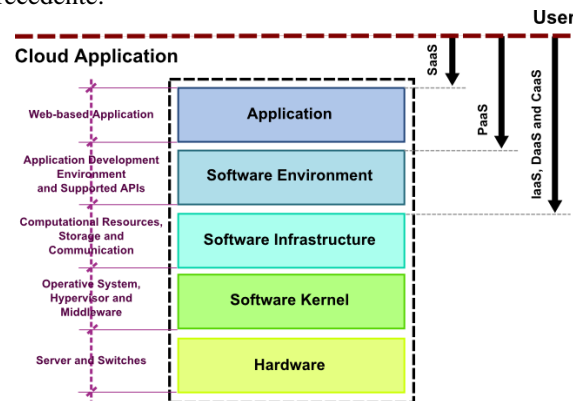 recedente.
User
Cloud Application
SaaS
PaaS
IaaS, DaaS and CaaS
Web-based Application
Application
Application Development
Environment
and Supported APIs
Software Environment
Computational Resources,
Storage and
Communication
Software Infrastructure
Operative System,
Hypervisor and
Middleware
Software Kernel
Server and Switches
Hardware